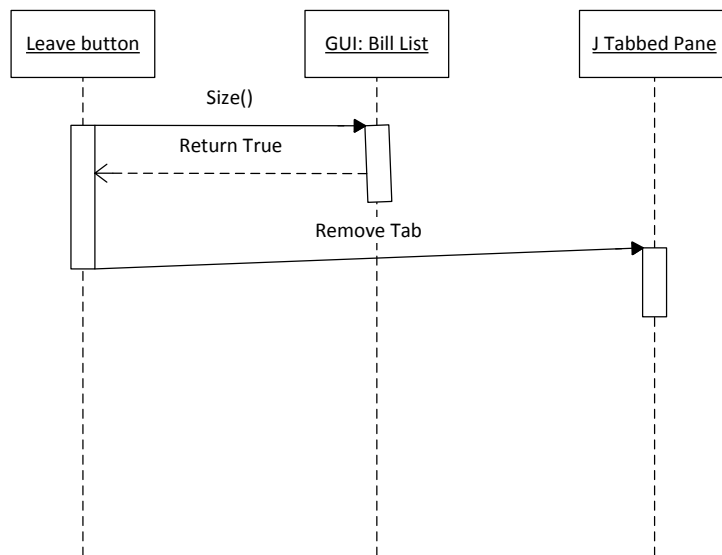 Leave button
GUI: Bill List
J Tabbed Pane
Size()
Return True
Remove Tab